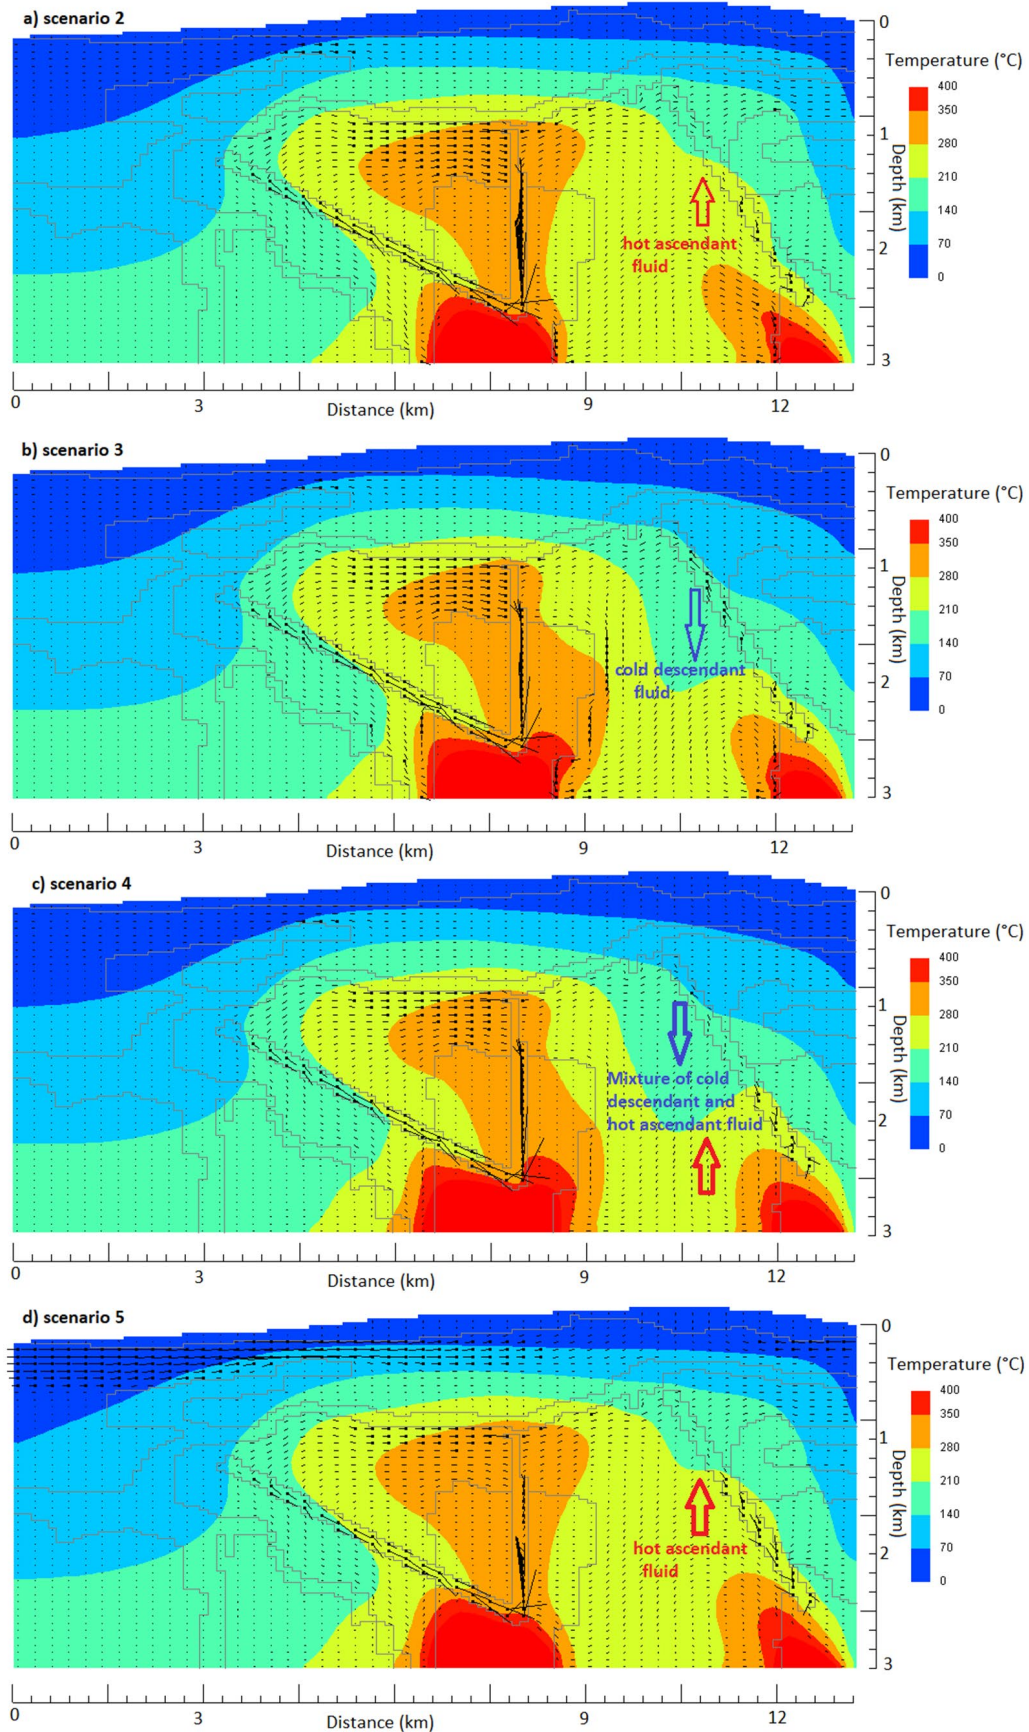 a) scenario 2
0
Temperature (°C)
400
350
280
210
140
70
0
1
Depth (km)
2
3
hot ascendant
fluid
0
3
Distance (km)
9
12
b) scenario 3
0
Temperature (°C)
400
350
280
210
140
70
0
1
Depth (km)
2
3
cold descendant
fluid
0
3
Distance (km)
9
12
c) scenario 4
0
Temperature (°C)
400
350
280
210
140
70
0
1
Depth (km)
2
3
Mixture of cold
descendant and
hot ascendant fluid
0
3
Distance (km)
9
12
d) scenario 5
0
Temperature (°C)
400
350
280
210
140
70
0
1
Depth (km)
2
3
hot ascendant
fluid
0
3
Distance (km)
9
12